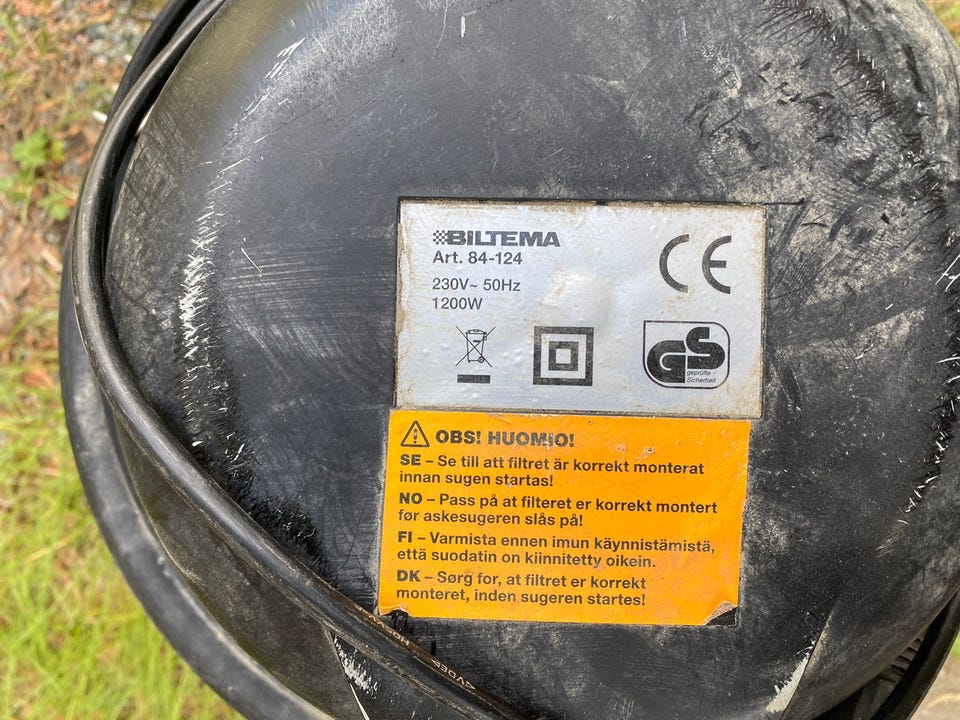 BILTEMA
Art. 84-124
230V~ 50Hz
1200W
CE
GS
geprüfte -
Sicherheit
OBS! HUOMIO!
SE – Se till att filtret är korrekt monterat
innan sugen startas!
NO – Pass på at filteret er korrekt montert
før askesugeren slås på!
FI – Varmista ennen imun käynnistämistä,
että suodatin on kiinnitetty oikein.
DK – Sørg for, at filtret er korrekt
monteret, inden sugeren startes!